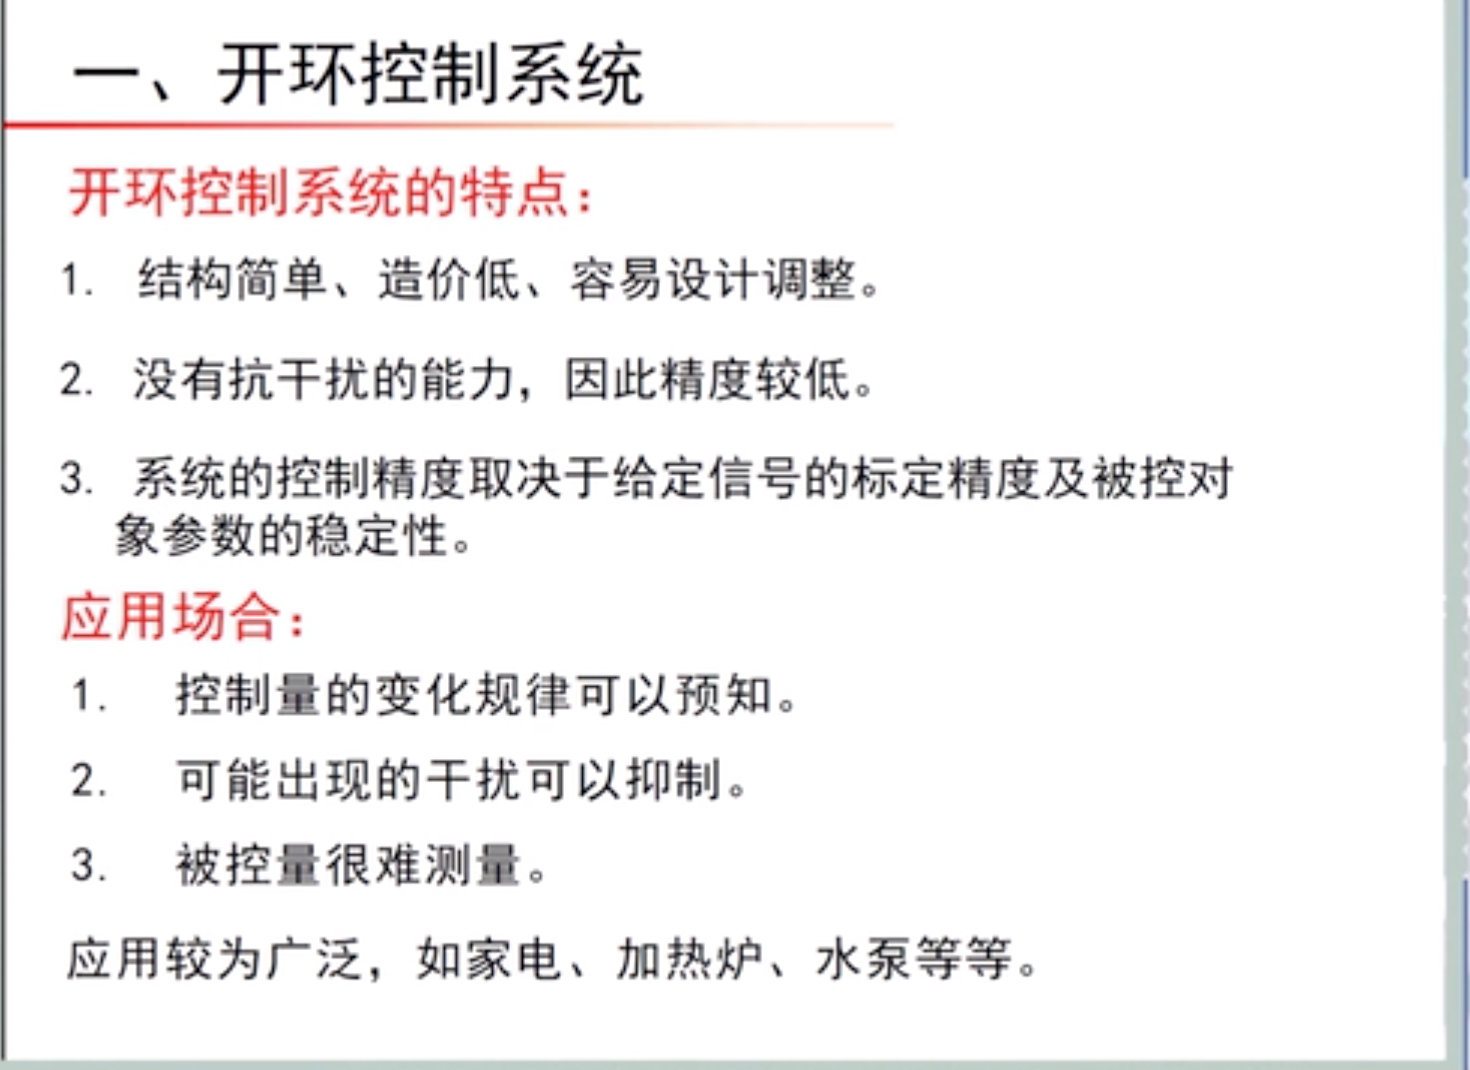 一、开环控制系统
开环控制系统的特点：
1. 结构简单、造价低、容易设计调整。
2. 没有抗干扰的能力，因此精度较低。
3. 系统的控制精度取决于给定信号的标定精度及被控对
象参数的稳定性。
应用场合：
1. 控制量的变化规律可以预知。
2. 可能出现的干扰可以抑制。
3. 被控量很难测量。
应用较为广泛，如家电、加热炉、水泵等等。